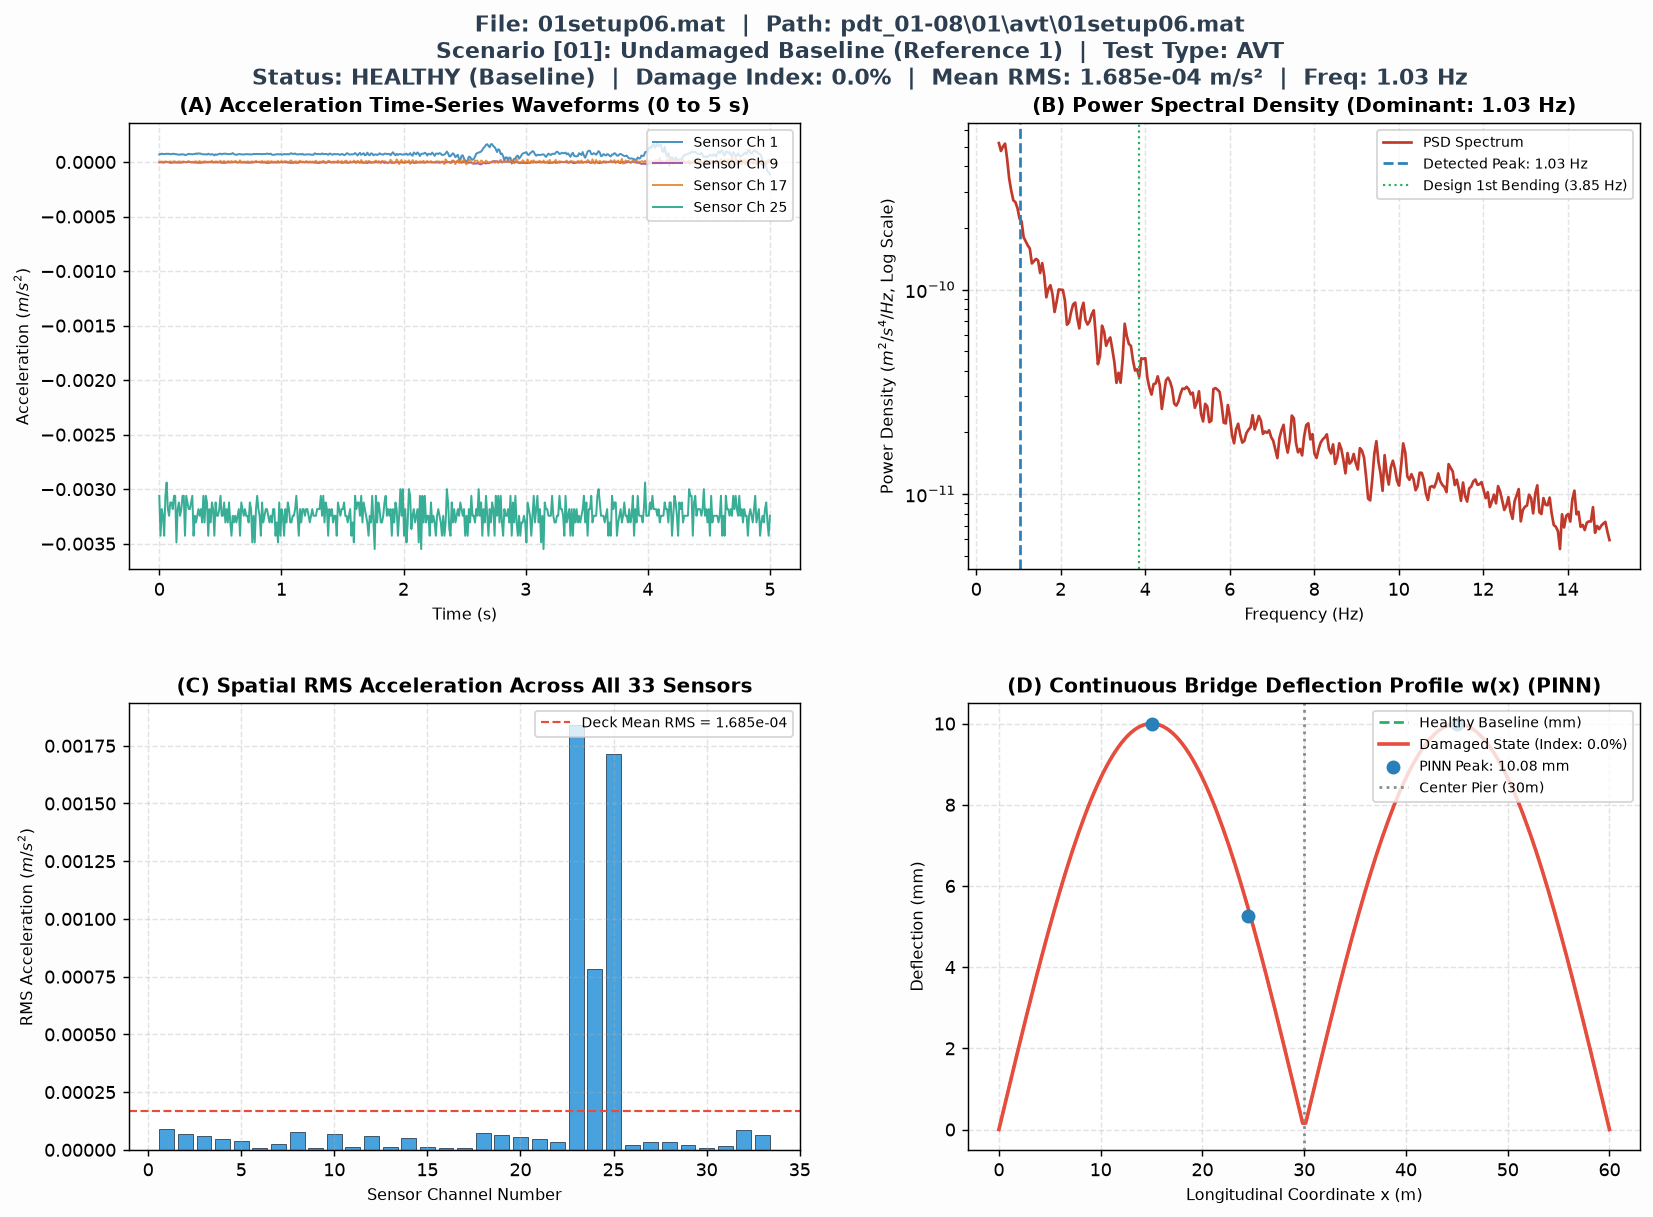 File: 01setup06.mat | Path: pdt_01-08\01\avt\01setup06.mat
Scenario [01]: Undamaged Baseline (Reference 1) | Test Type: AVT
Status: HEALTHY (Baseline) | Damage Index: 0.0% | Mean RMS: 1.685e-04 m/s² | Freq: 1.03 Hz
(A) Acceleration Time-Series Waveforms (0 to 5 s)
Sensor Ch 1
Sensor Ch 9
Sensor Ch 17
Sensor Ch 25
0.0000
−0.0005
−0.0010
−0.0015
−0.0020
−0.0025
−0.0030
−0.0035
Acceleration (m/s²)
0 1 2 3 4 5
Time (s)
(B) Power Spectral Density (Dominant: 1.03 Hz)
PSD Spectrum
Detected Peak: 1.03 Hz
Design 1st Bending (3.85 Hz)
10⁻¹⁰
10⁻¹¹
Power Density (m²/s⁴/Hz, Log Scale)
0 2 4 6 8 10 12 14
Frequency (Hz)
(C) Spatial RMS Acceleration Across All 33 Sensors
Deck Mean RMS = 1.685e-04
0.00175
0.00150
0.00125
0.00100
0.00075
0.00050
0.00025
0.00000
RMS Acceleration (m/s²)
0 5 10 15 20 25 30 35
Sensor Channel Number
(D) Continuous Bridge Deflection Profile w(x) (PINN)
Healthy Baseline (mm)
Damaged State (Index: 0.0%)
PINN Peak: 10.08 mm
Center Pier (30m)
10
8
6
4
2
0
Deflection (mm)
0 10 20 30 40 50 60
Longitudinal Coordinate x (m)